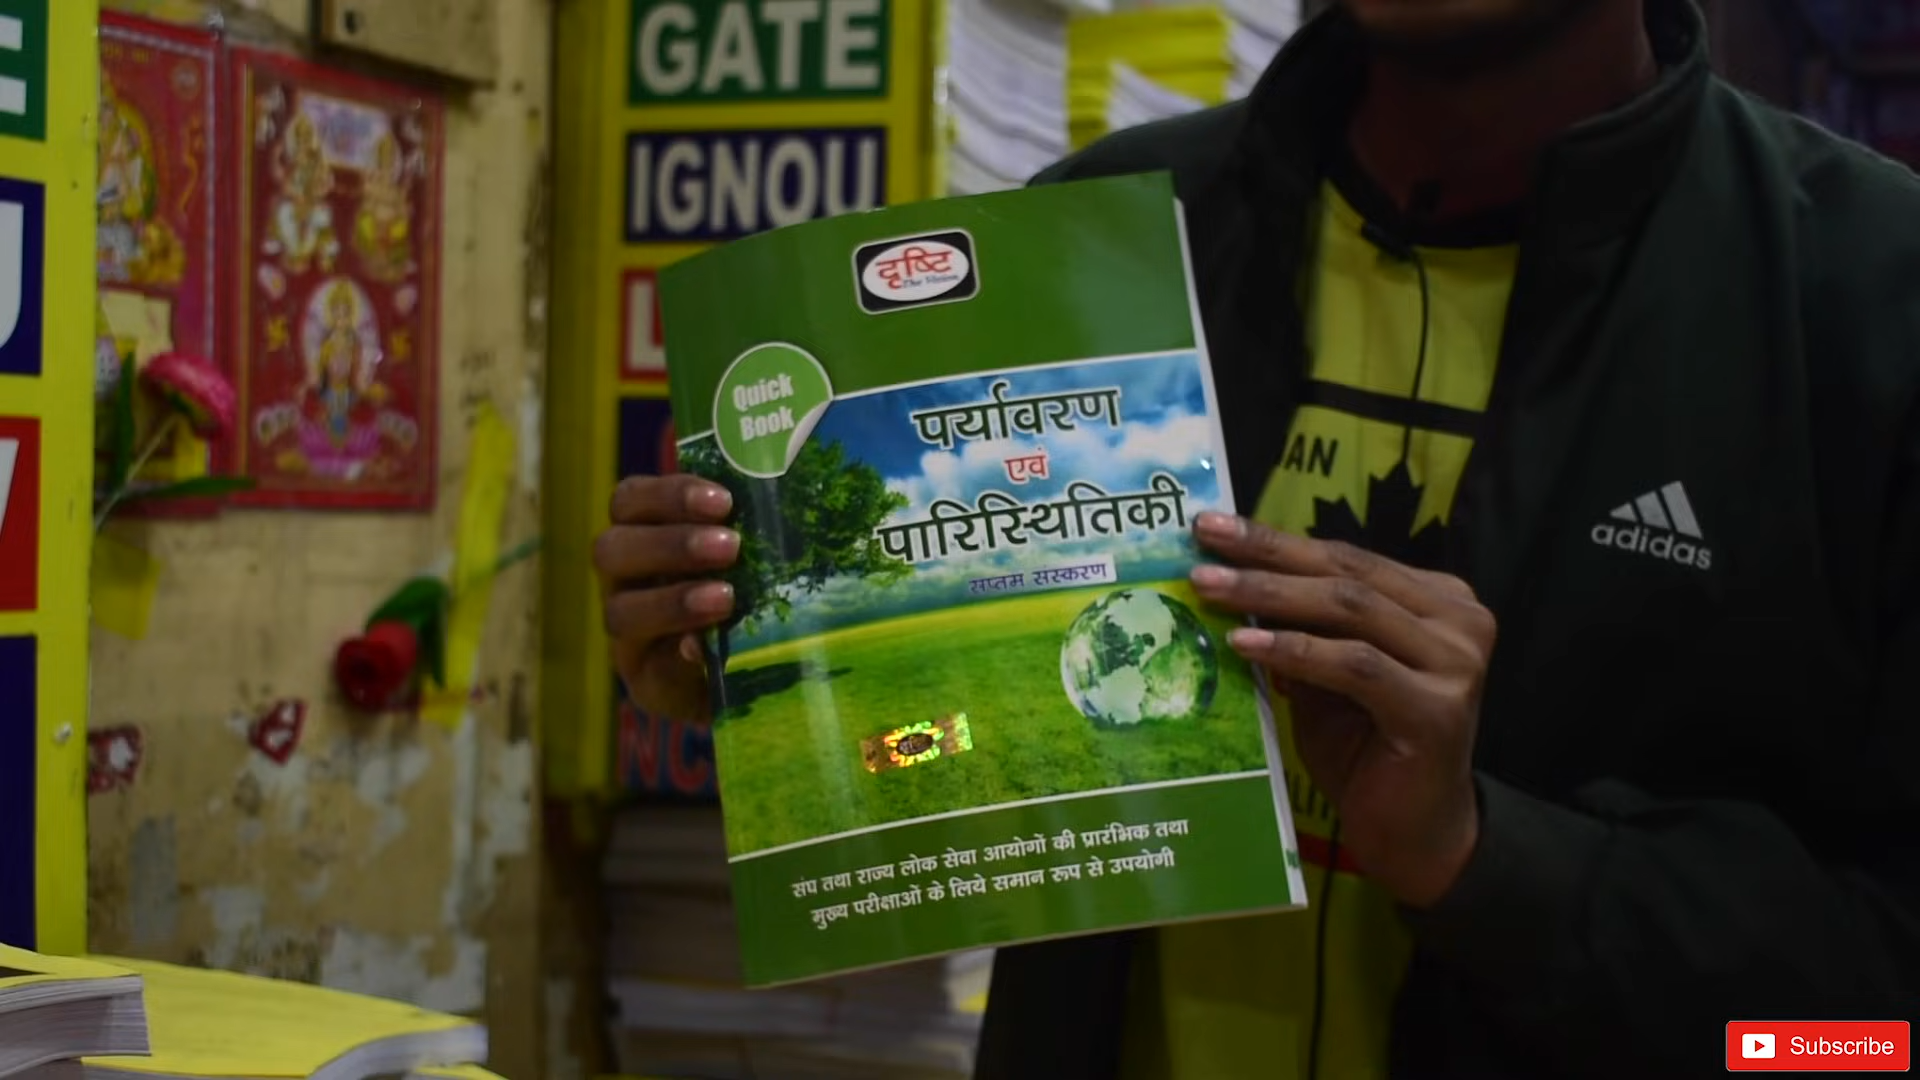 GATE
IGNOU
दृष्टि
The Vision
Quick
Book
पर्यावरण
एवं
पारिस्थितिकी
सप्तम संस्करण
संघ तथा राज्य लोक सेवा आयोगों की प्रारंभिक तथा
मुख्य परीक्षाओं के लिये समान रूप से उपयोगी
adidas
Subscribe